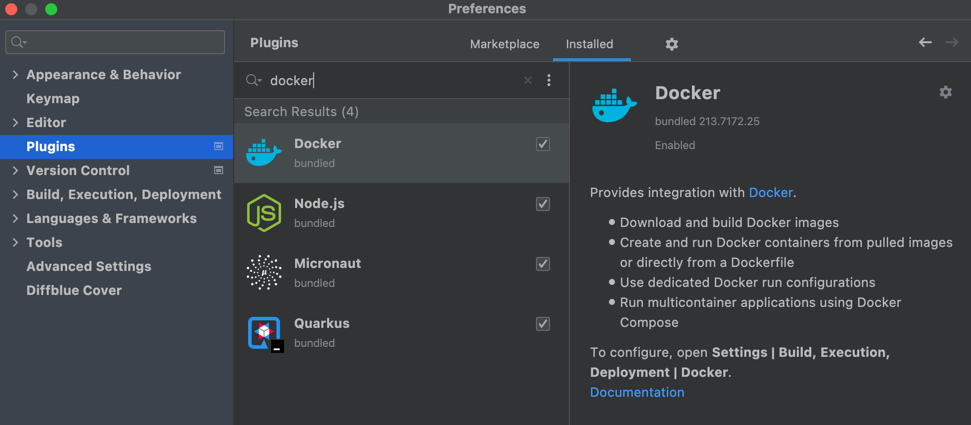 Preferences
Plugins
Marketplace
Installed
Appearance & Behavior
Keymap
Editor
Plugins
Version Control
Build, Execution, Deployment
Languages & Frameworks
Tools
Advanced Settings
Diffblue Cover
docker
Search Results (4)
Docker
bundled
Node.js
bundled
Micronaut
bundled
Quarkus
bundled
Docker
bundled 213.7172.25
Enabled
Provides integration with Docker.
• Download and build Docker images
• Create and run Docker containers from pulled images
or directly from a Dockerfile
• Use dedicated Docker run configurations
• Run multicontainer applications using Docker
Compose
To configure, open Settings | Build, Execution,
Deployment | Docker.
Documentation